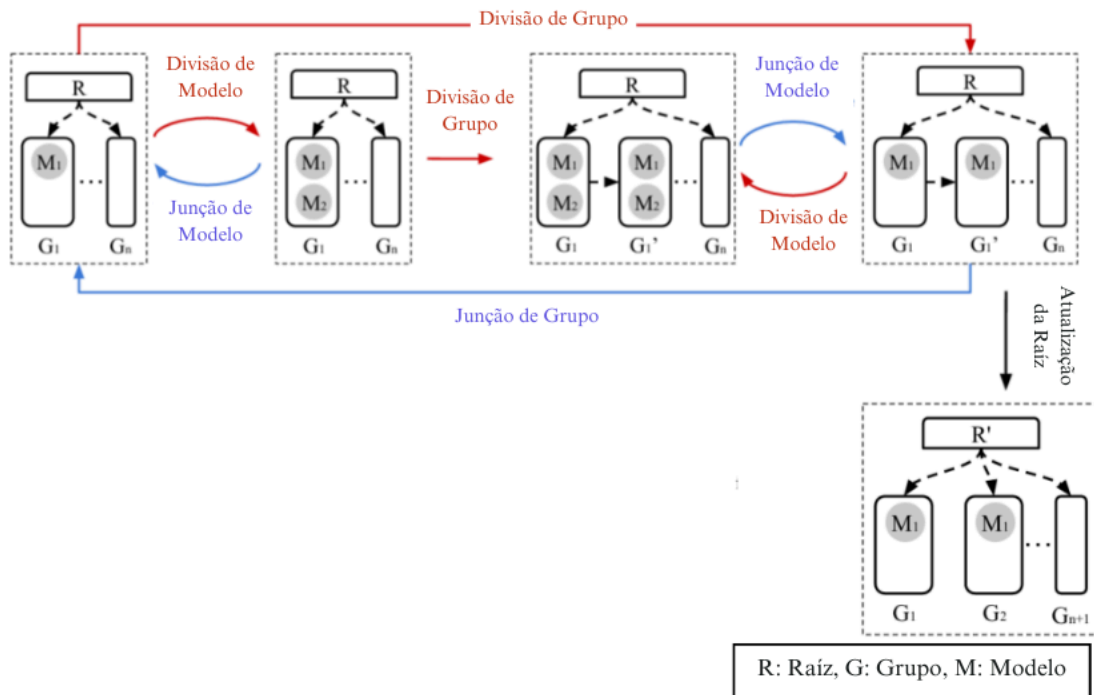 Divisão de Grupo
R
M1
...
G1
Gn
Divisão de
Modelo
Junção de
Modelo
R
M1
M2
...
G1
Gn
Divisão de
Grupo
R
M1
M2
M1
M2
...
G1
G1’
Gn
Junção de
Modelo
Divisão de
Modelo
R
M1
M1
...
G1
G1’
Gn
Junção de Grupo
Atualização
da Raíz
R'
M1
M1
...
G1
G2
Gn+1
R: Raíz, G: Grupo, M: Modelo